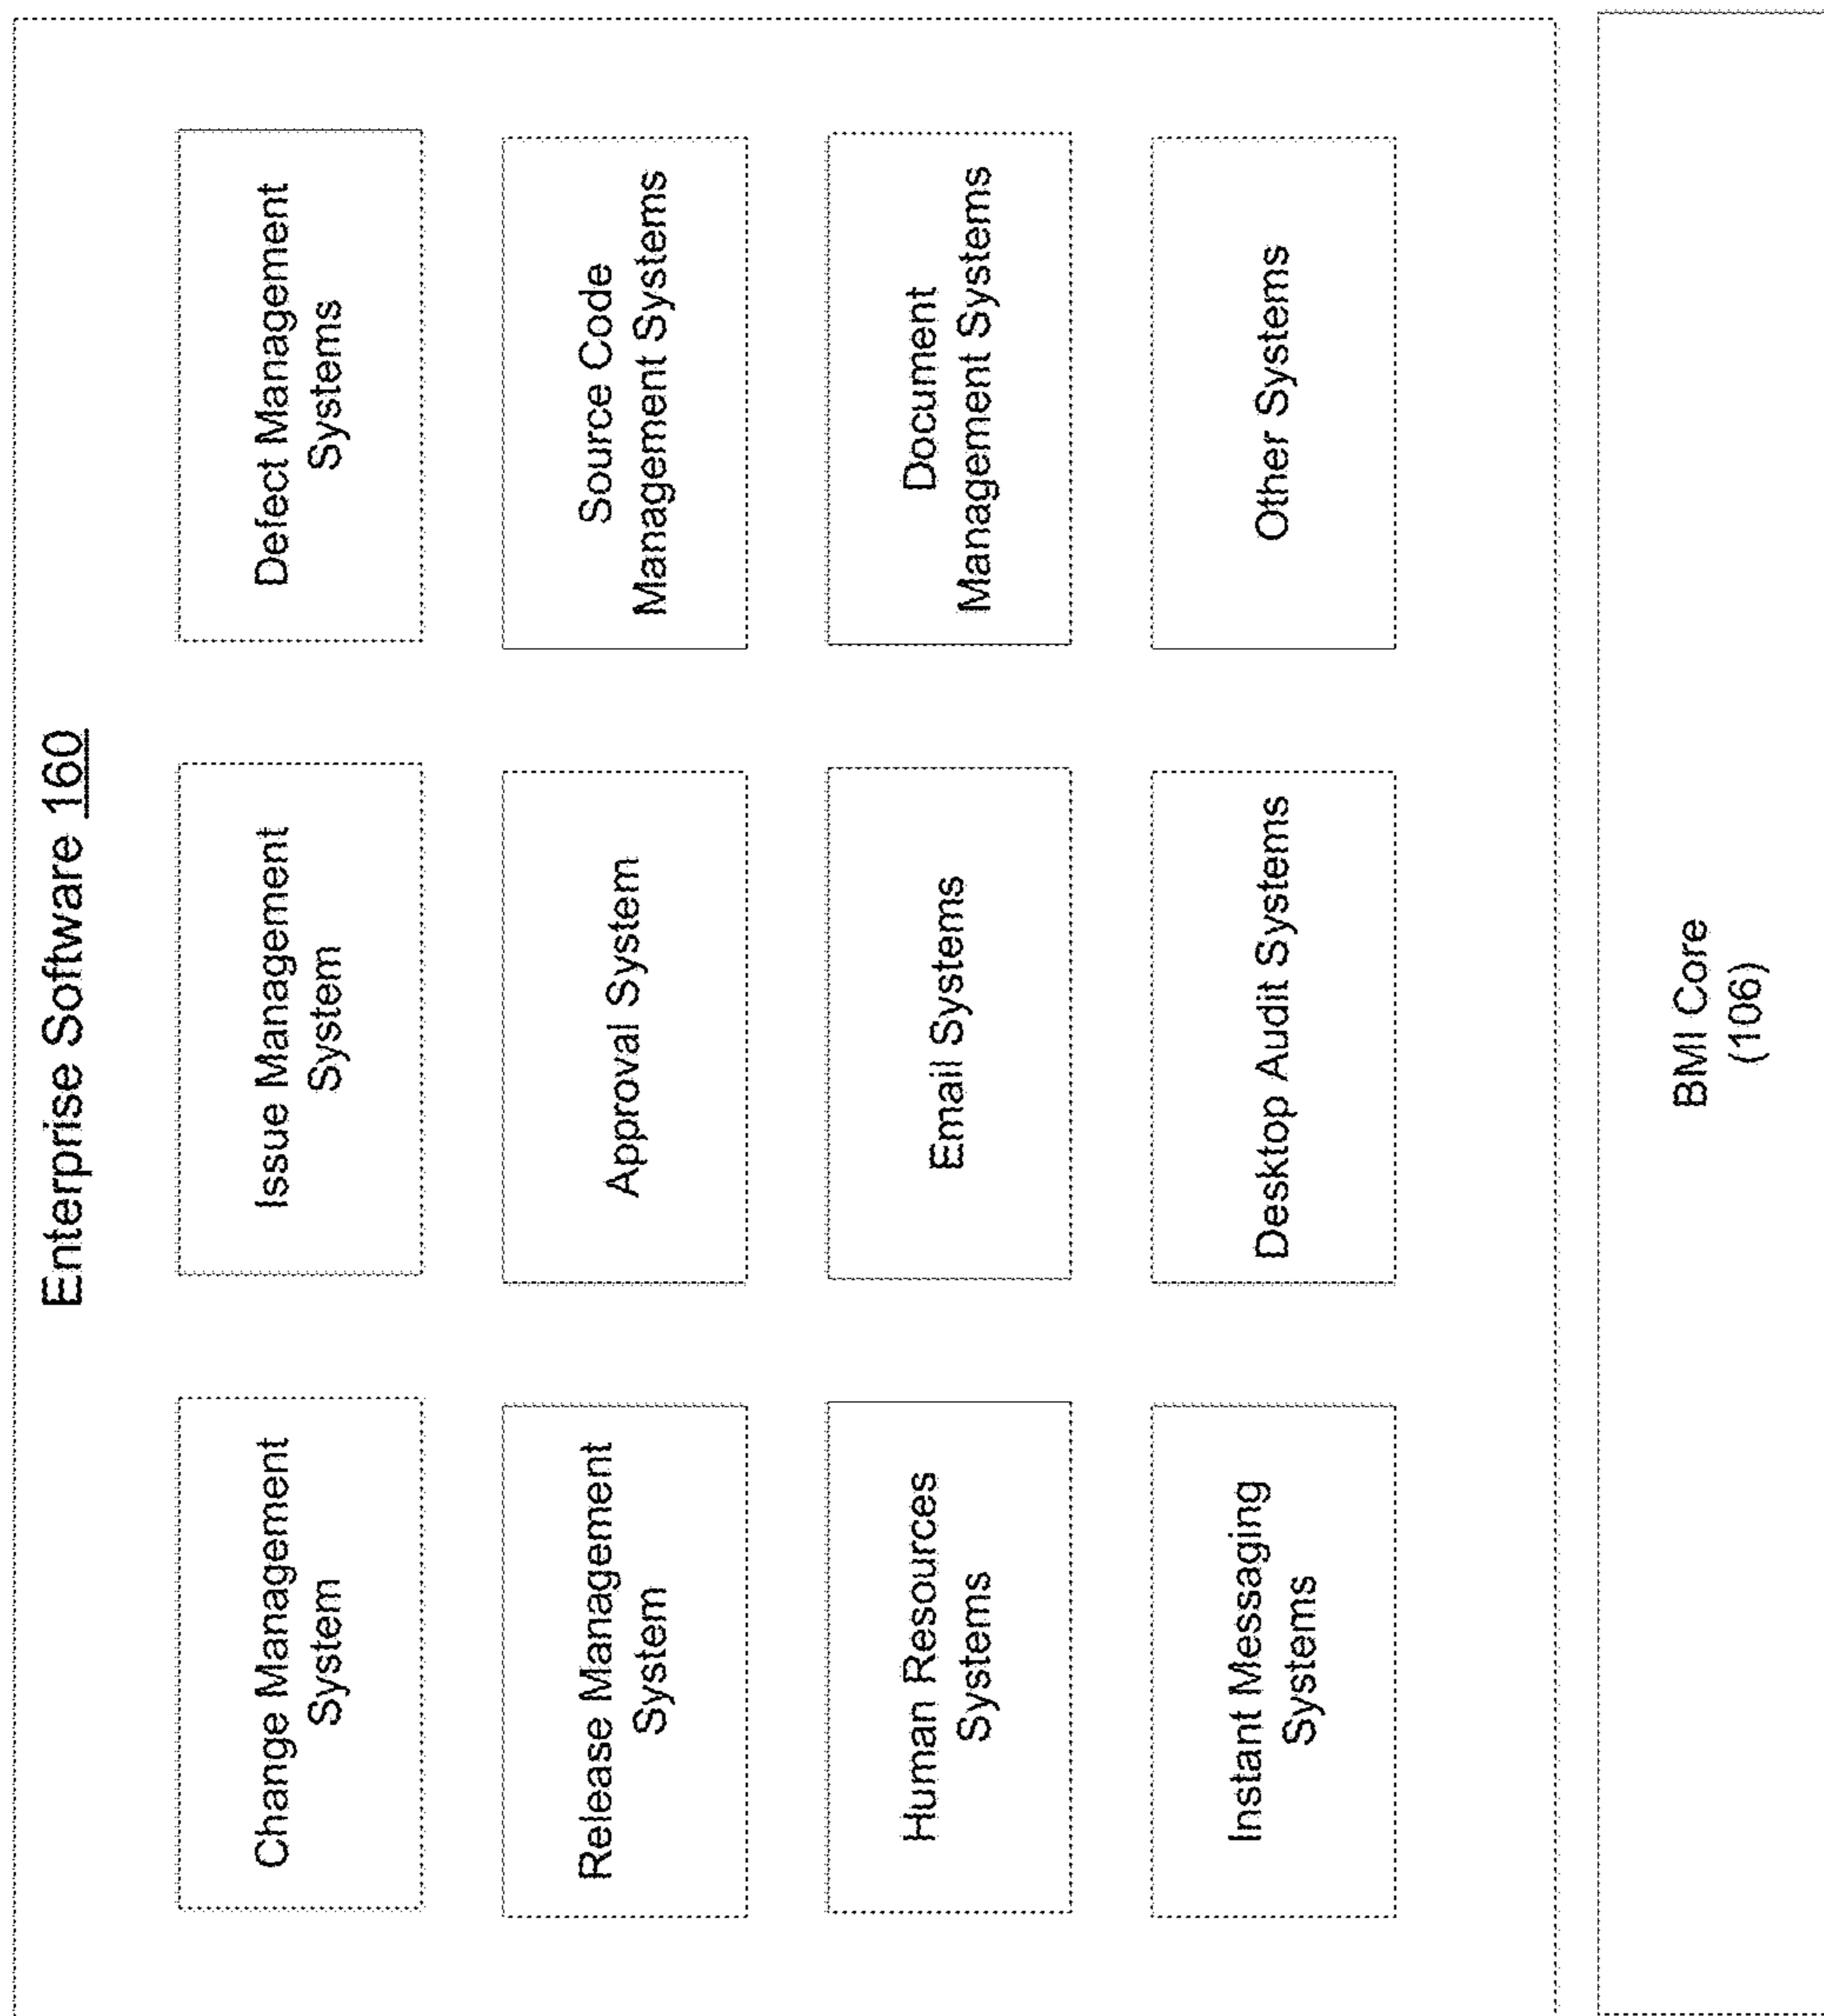 Enterprise Software 160
Change Management
System
Issue Management
System
Defect Management
Systems
Release Management
System
Approval System
Source Code
Management Systems
Human Resources
Systems
Email Systems
Document
Management Systems
Instant Messaging
Systems
Desktop Audit Systems
Other Systems
BMI Core
(106)